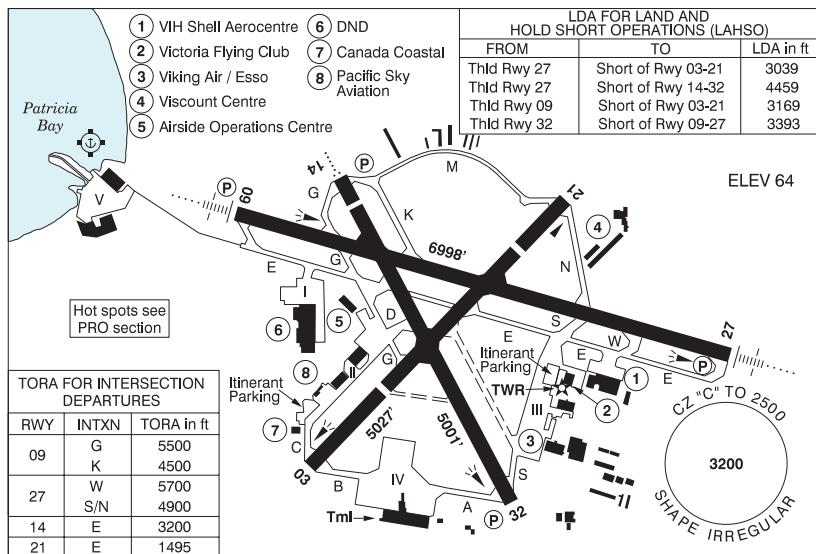 1 VIH Shell Aerocentre
2 Victoria Flying Club
3 Viking Air / Esso
4 Viscount Centre
5 Airside Operations Centre
6 DND
7 Canada Coastal
8 Pacific Sky
Aviation
LDA FOR LAND AND
HOLD SHORT OPERATIONS (LAHSO)
FROM TO LDA in ft
Thld Rwy 27 Short of Rwy 03-21 3039
Thld Rwy 27 Short of Rwy 14-32 4459
Thld Rwy 09 Short of Rwy 03-21 3169
Thld Rwy 32 Short of Rwy 09-27 3393
Patricia
Bay
ELEV 64
V
P
09
14
P
G
M
K
21
4
N
6998'
G
E
I
D
6
5
Hot spots see
PRO section
S
W
27
P
E
E
E
Itinerant
Parking
TWR
1
2
III
3
S
8
II
G
Itinerant
Parking
7
C
03
5027'
5001'
B
IV
A
32
P
Tml
CZ "C" TO 2500
3200
SHAPE IRREGULAR
TORA FOR INTERSECTION
DEPARTURES
RWY INTXN TORA in ft
09 G 5500
K 4500
27 W 5700
S/N 4900
14 E 3200
21 E 1495